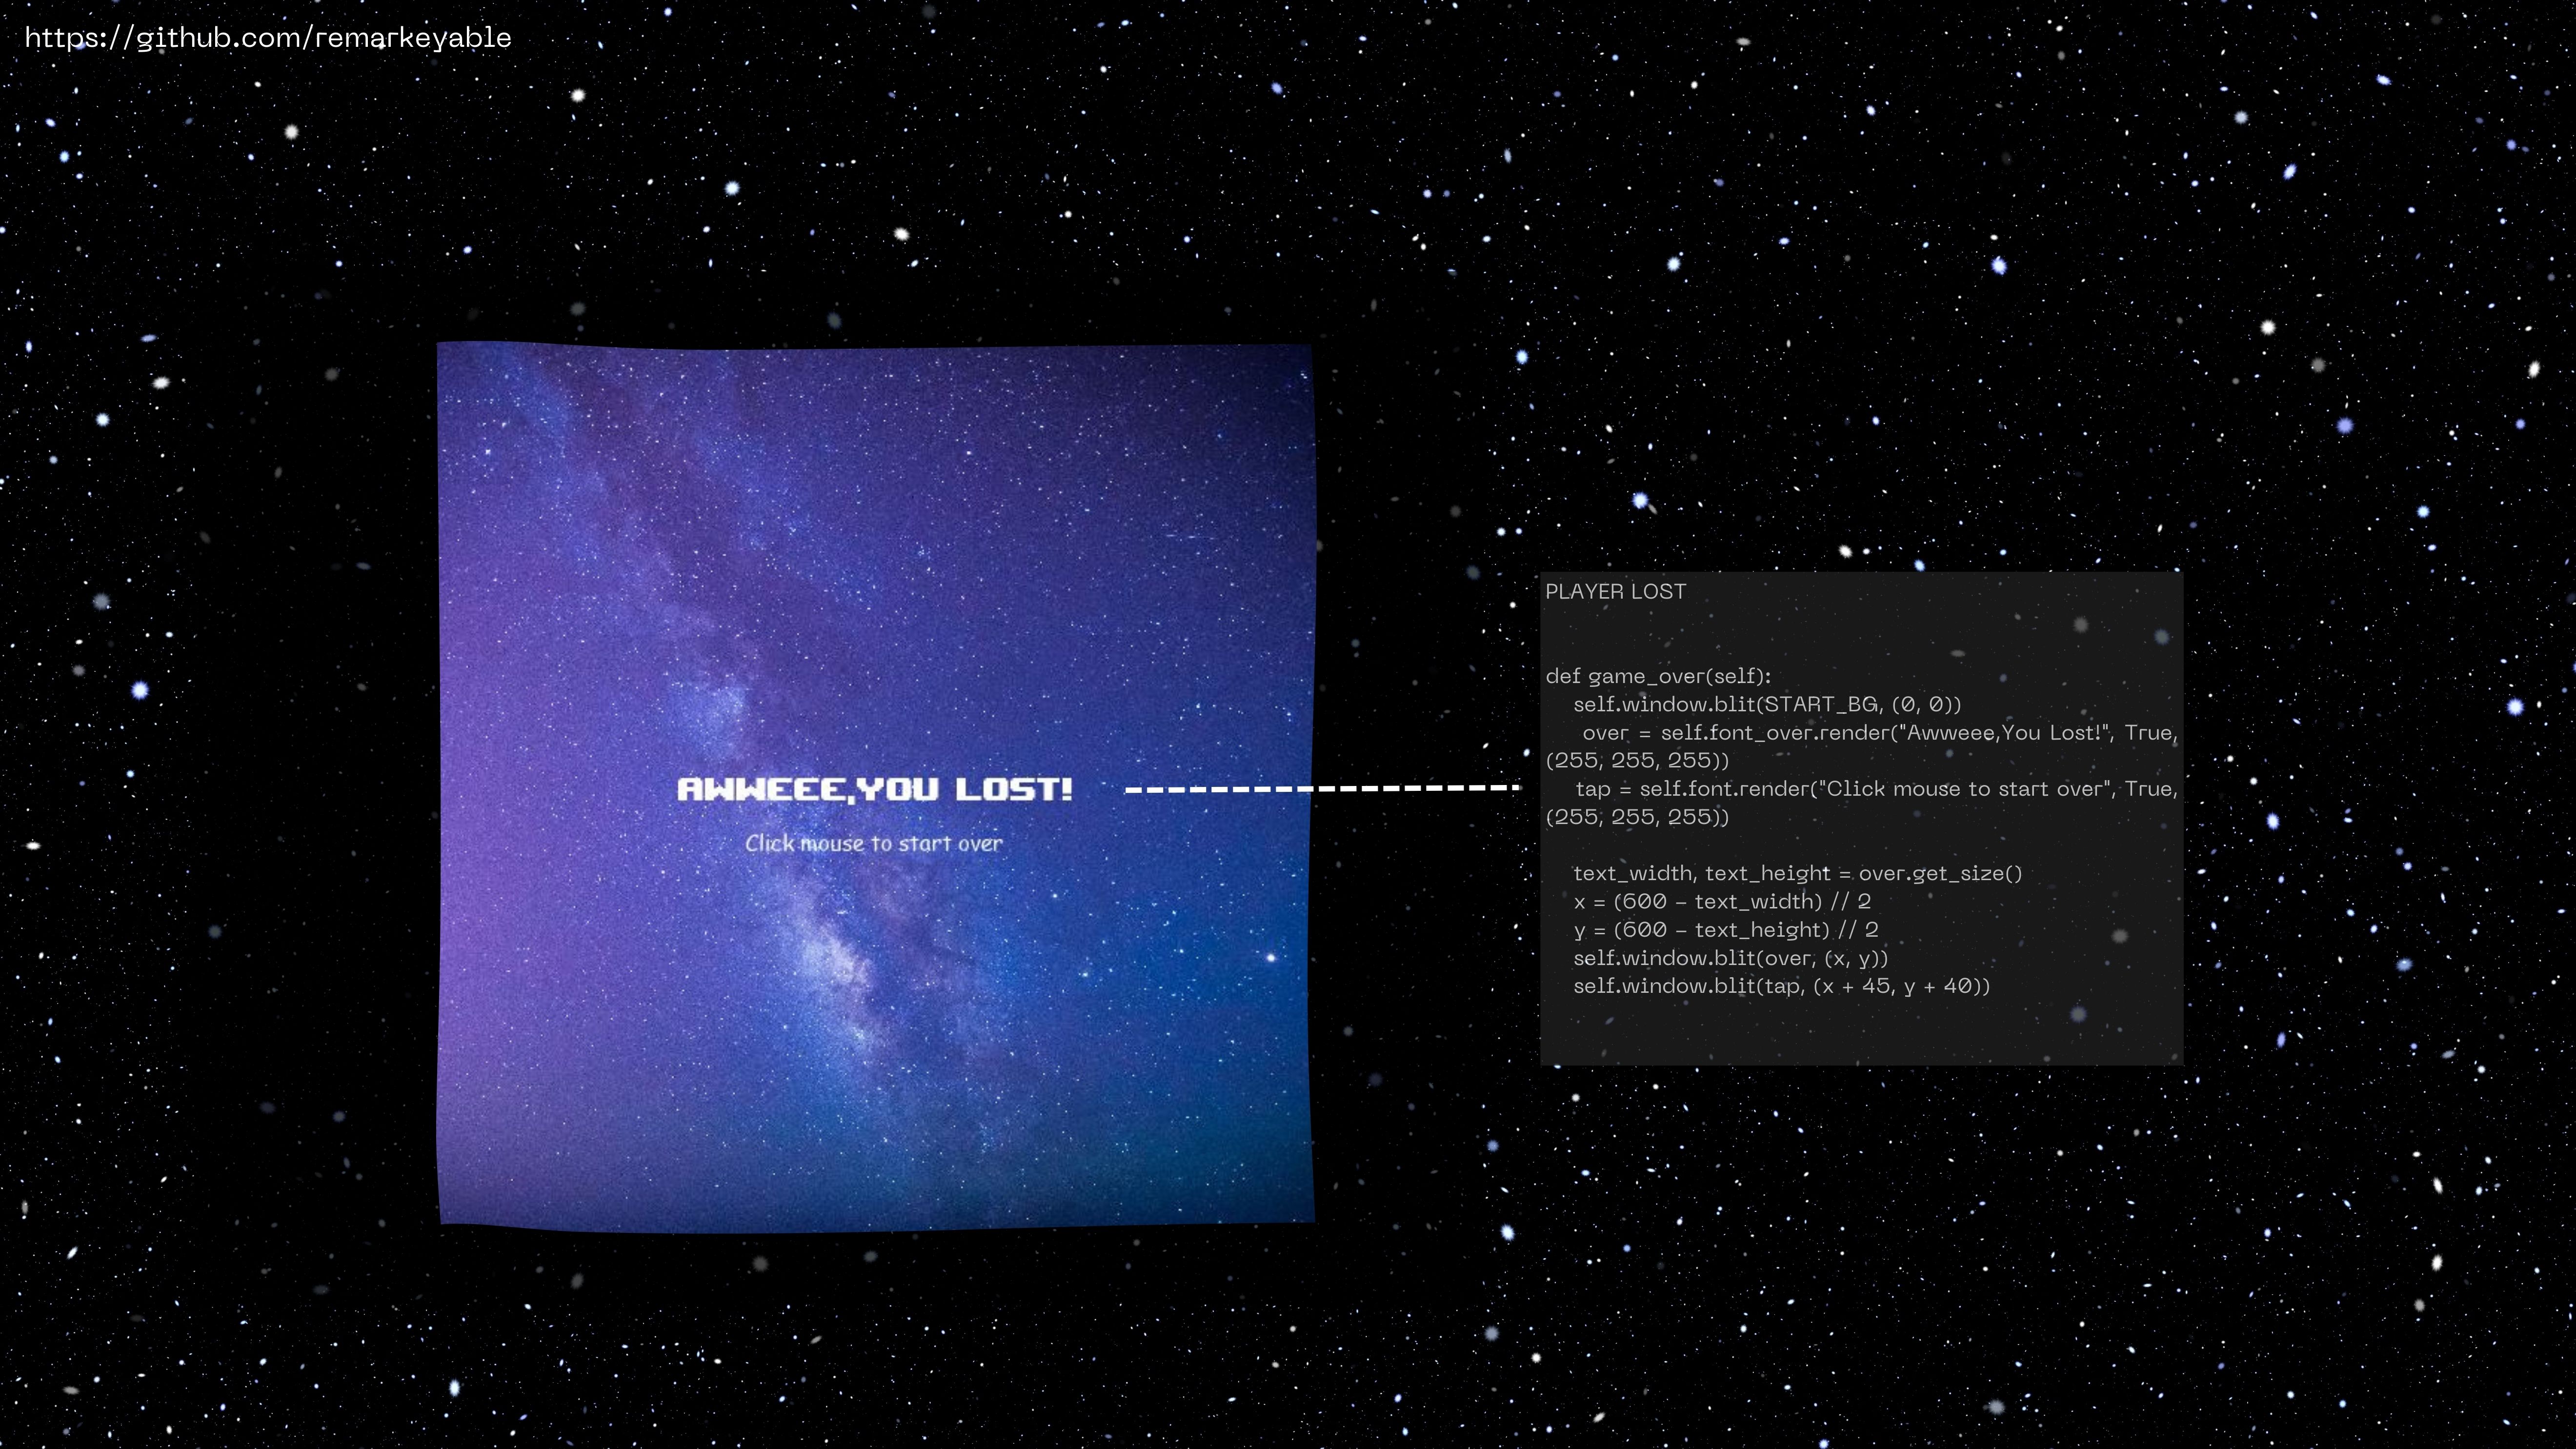 https://github.com/remarkeyable
AWWEEE,YOU LOST!
Click mouse to start over
PLAYER LOST
def game_over(self):
    self.window.blit(START_BG, (0, 0))
    over = self.font_over.render("Awweee,You Lost!", True,
(255, 255, 255))
    tap = self.font.render("Click mouse to start over", True,
(255, 255, 255))
    text_width, text_height = over.get_size()
    x = (600 - text_width) // 2
    y = (600 - text_height) // 2
    self.window.blit(over, (x, y))
    self.window.blit(tap, (x + 45, y + 40))